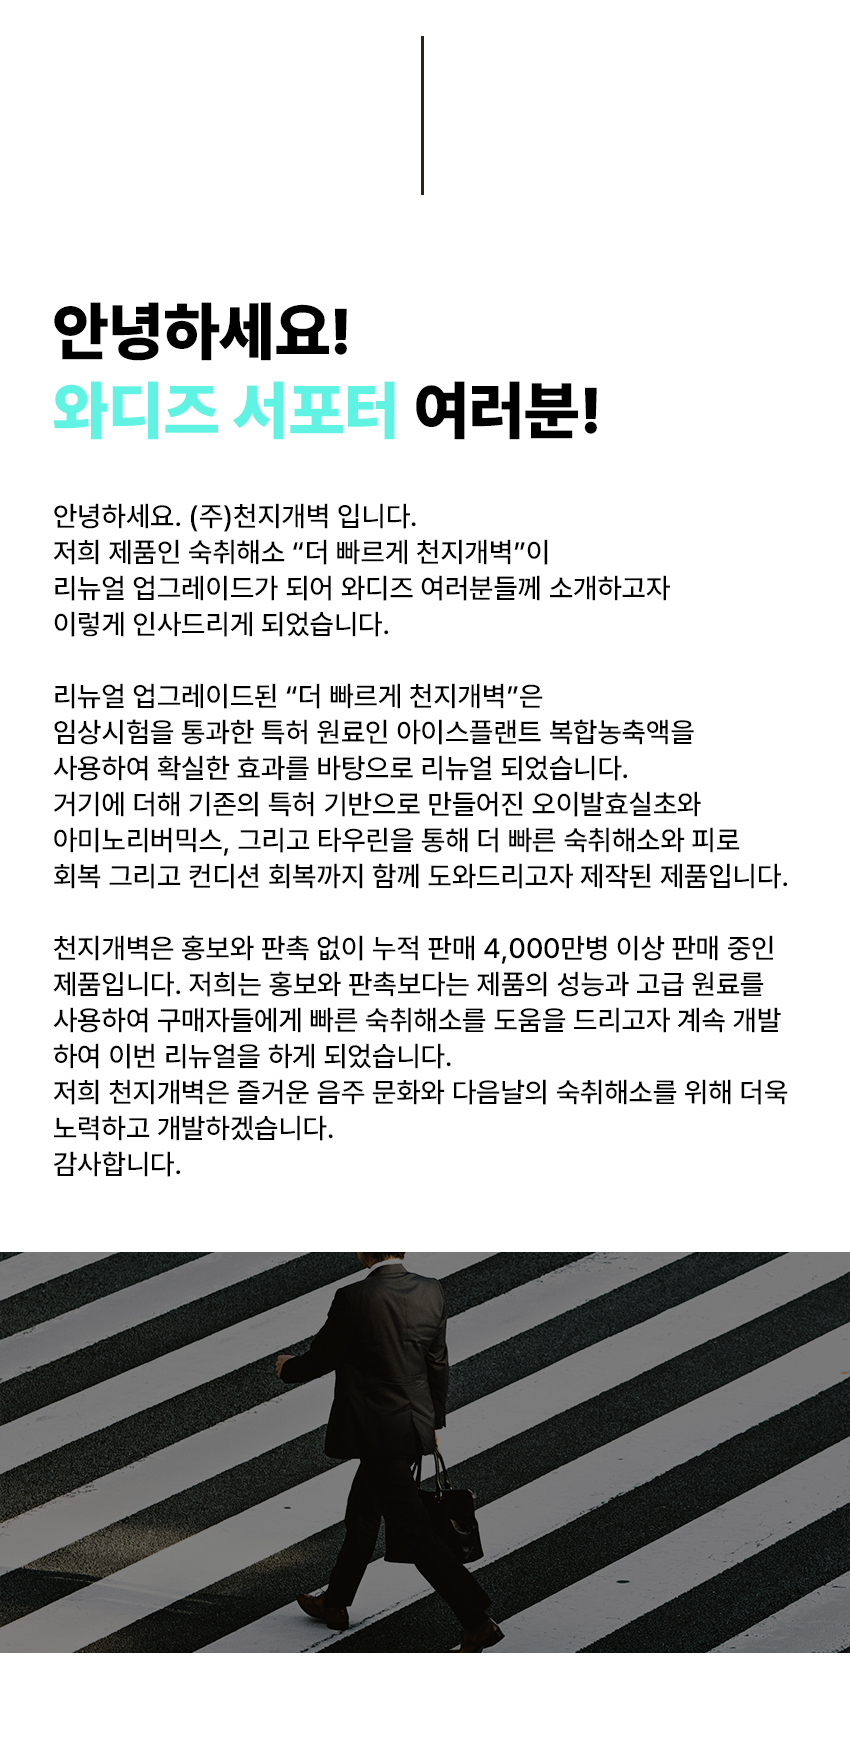 안녕하세요!
와디즈 서포터 여러분!
안녕하세요. (주)천지개벽 입니다.
저희 제품인 숙취해소 “더 빠르게 천지개벽”이
리뉴얼 업그레이드가 되어 와디즈 여러분들께 소개하고자
이렇게 인사드리게 되었습니다.
리뉴얼 업그레이드된 “더 빠르게 천지개벽”은
임상시험을 통과한 특허 원료인 아이스플랜트 복합농축액을
사용하여 확실한 효과를 바탕으로 리뉴얼 되었습니다.
거기에 더해 기존의 특허 기반으로 만들어진 오이발효실초와
아미노리버믹스, 그리고 타우린을 통해 더 빠른 숙취해소와 피로
회복 그리고 컨디션 회복까지 함께 도와드리고자 제작된 제품입니다.
천지개벽은 홍보와 판촉 없이 누적 판매 4,000만병 이상 판매 중인
제품입니다. 저희는 홍보와 판촉보다는 제품의 성능과 고급 원료를
사용하여 구매자들에게 빠른 숙취해소를 도움을 드리고자 계속 개발
하여 이번 리뉴얼을 하게 되었습니다.
저희 천지개벽은 즐거운 음주 문화와 다음날의 숙취해소를 위해 더욱
노력하고 개발하겠습니다.
감사합니다.